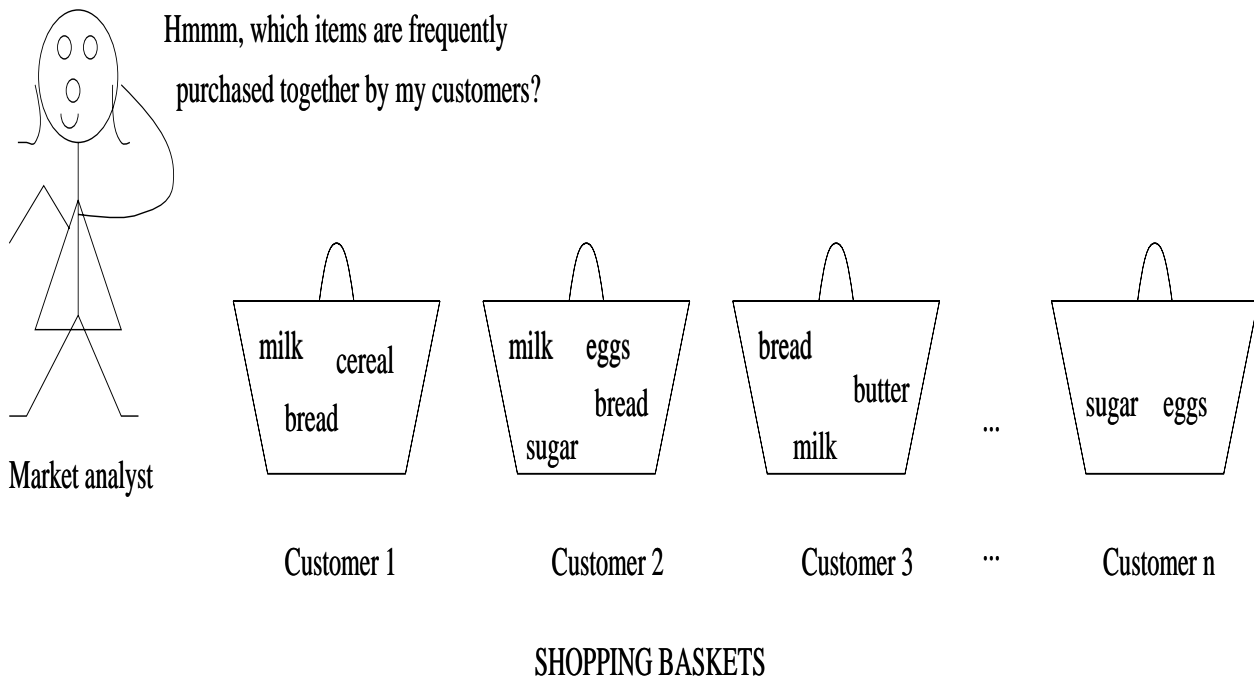 Hmmm, which items are frequently
purchased together by my customers?
milk
cereal
bread
milk eggs
bread
sugar
bread
butter
milk
...
sugar eggs
Market analyst
Customer 1
Customer 2
Customer 3
...
Customer n
SHOPPING BASKETS